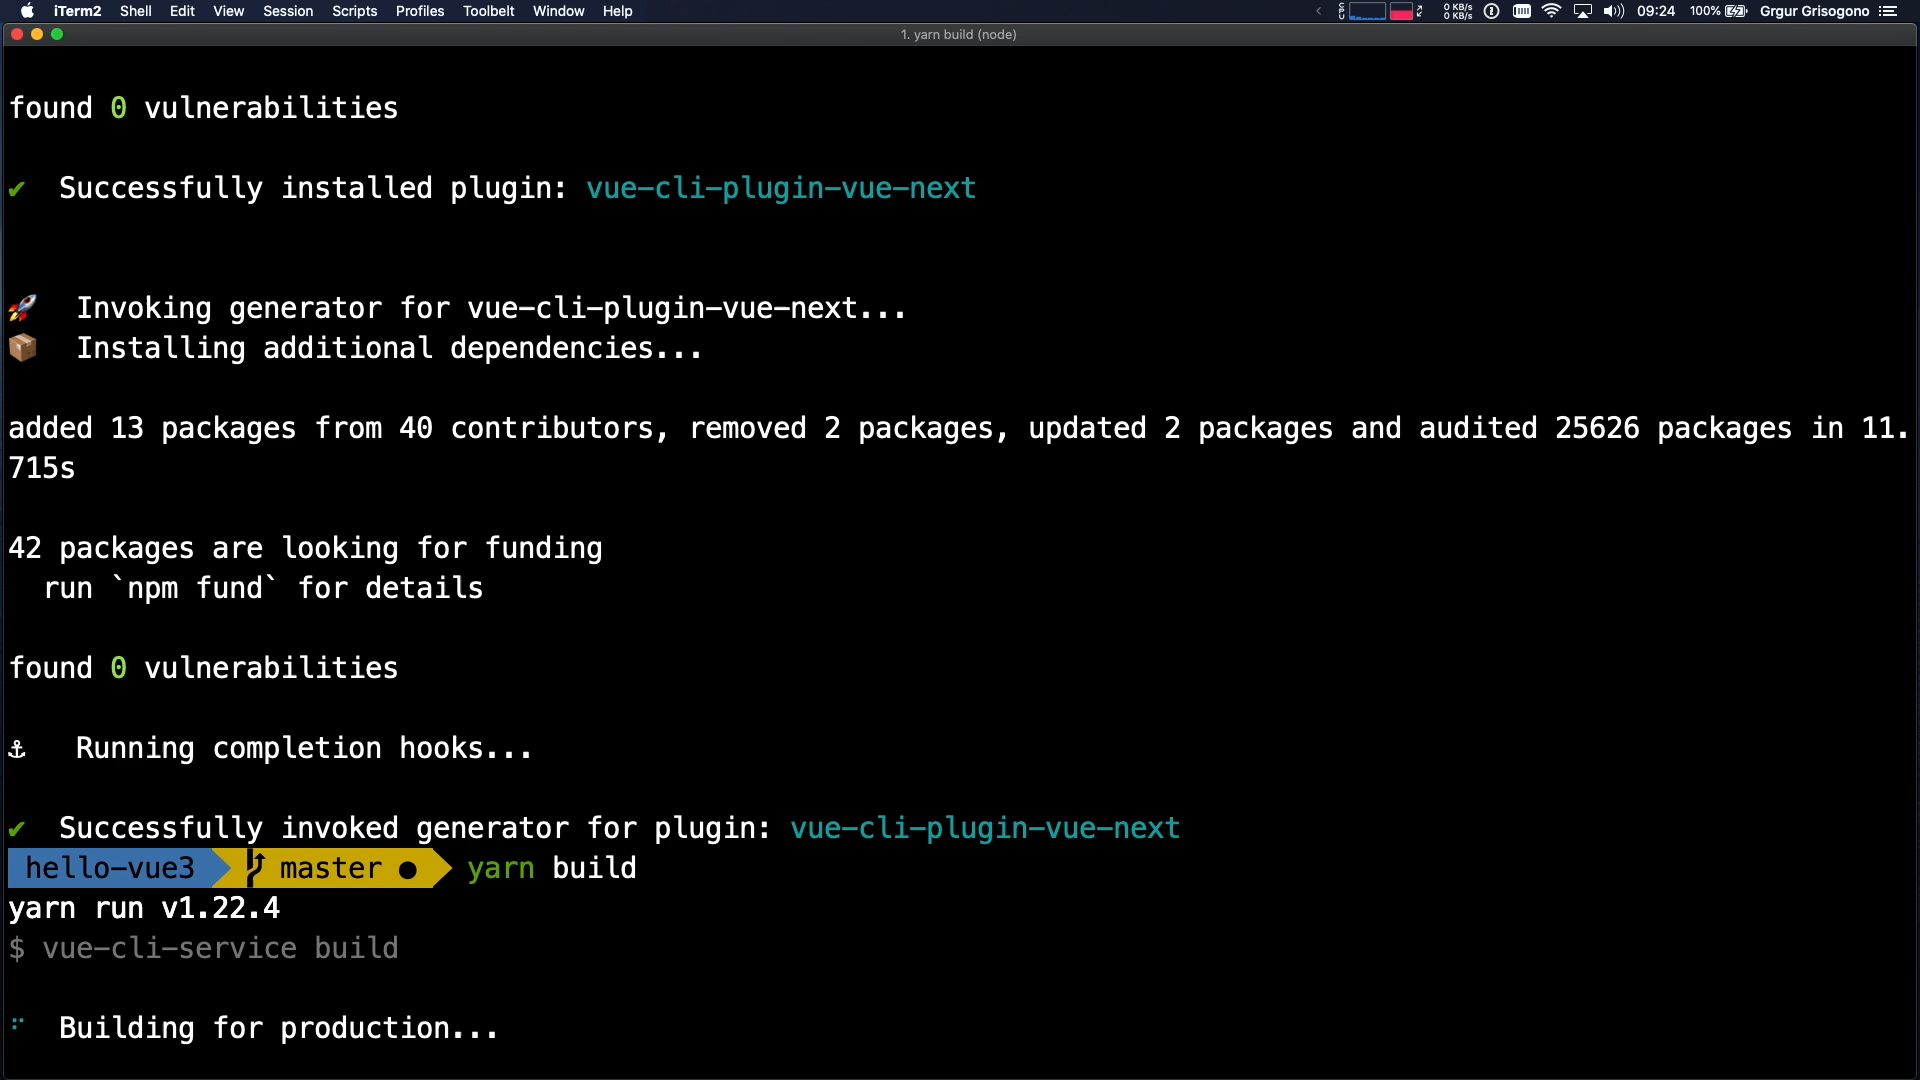 iTerm2 Shell Edit View Session Scripts Profiles Toolbelt Window Help CPU 0 KB/s 0 KB/s 09:24 100% Grgur Grisogono
1. yarn build (node)
found 0 vulnerabilities
✔ Successfully installed plugin: vue-cli-plugin-vue-next
🚀 Invoking generator for vue-cli-plugin-vue-next...
📦 Installing additional dependencies...
added 13 packages from 40 contributors, removed 2 packages, updated 2 packages and audited 25626 packages in 11.
715s
42 packages are looking for funding
run `npm fund` for details
found 0 vulnerabilities
⚓ Running completion hooks...
✔ Successfully invoked generator for plugin: vue-cli-plugin-vue-next
hello-vue3 master ● yarn build
yarn run v1.22.4
$ vue-cli-service build
Building for production...